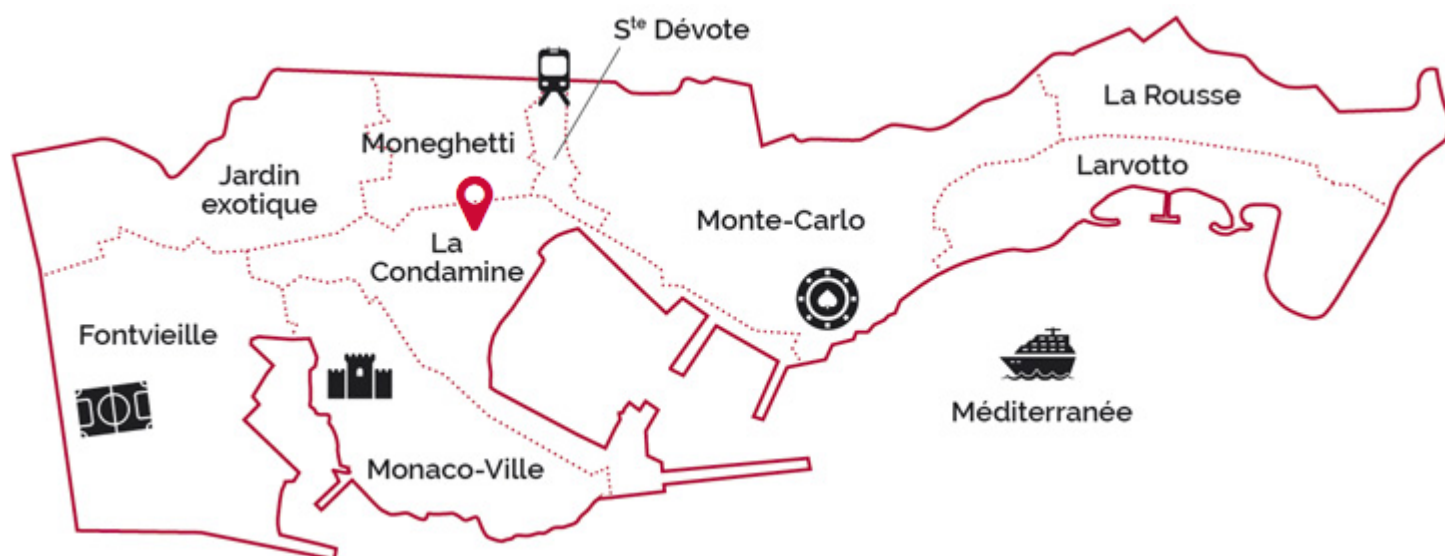 Sᵗᵉ Dévote
La Rousse
Moneghetti
Larvotto
Jardin
exotique
Monte-Carlo
La
Condamine
Fontvieille
Méditerranée
Monaco-Ville